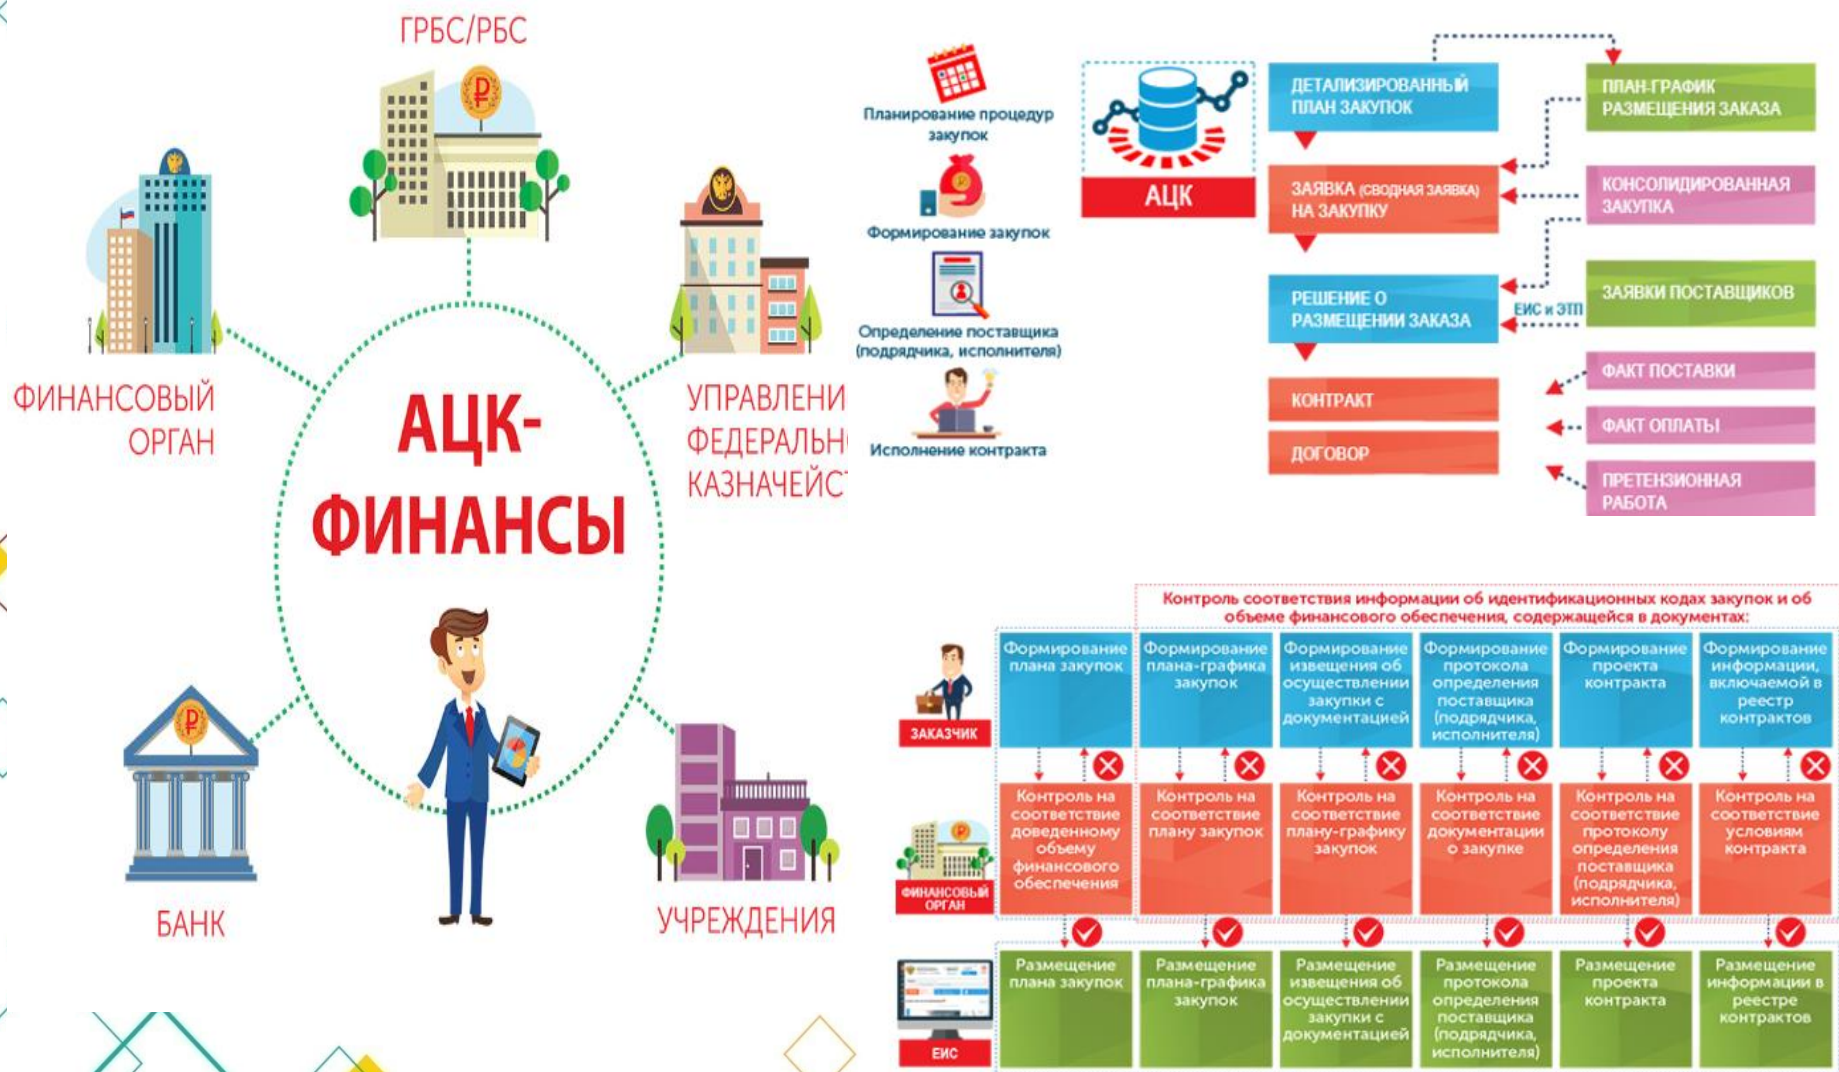 ГРБС/РБС
ФИНАНСОВЫЙ
ОРГАН
УПРАВЛЕНИ
ФЕДЕРАЛЬН
КАЗНАЧЕЙС
АЦК-
ФИНАНСЫ
БАНК
УЧРЕЖДЕНИЯ
Планирование процедур
закупок
Формирование закупок
Определение поставщика
(подрядчика, исполнителя)
Исполнение контракта
АЦК
ДЕТАЛИЗИРОВАННЫЙ
ПЛАН ЗАКУПОК
ЗАЯВКА (СВОДНАЯ ЗАЯВКА)
НА ЗАКУПКУ
РЕШЕНИЕ О
РАЗМЕЩЕНИИ ЗАКАЗА
КОНТРАКТ
ДОГОВОР
ЕИС и ЭТП
ПЛАН-ГРАФИК
РАЗМЕЩЕНИЯ ЗАКАЗА
КОНСОЛИДИРОВАННАЯ
ЗАКУПКА
ЗАЯВКИ ПОСТАВЩИКОВ
ФАКТ ПОСТАВКИ
ФАКТ ОПЛАТЫ
ПРЕТЕНЗИОННАЯ
РАБОТА
Контроль соответствия информации об идентификационных кодах закупок и об
объеме финансового обеспечения, содержащейся в документах:
ЗАКАЗЧИК
Формирование
плана закупок
Формирование
плана-графика
закупок
Формирование
извещения об
осуществлении
закупки с
документацией
Формирование
протокола
определения
поставщика
(подрядчика,
исполнителя)
Формирование
проекта
контракта
Формирование
информации,
включаемой в
реестр
контрактов
ФИНАНСОВЫЙ
ОРГАН
Контроль на
соответствие
доведенному
объему
финансового
обеспечения
Контроль на
соответствие
плану закупок
Контроль на
соответствие
плану-графику
закупок
Контроль на
соответствие
документации
о закупке
Контроль на
соответствие
протоколу
определения
поставщика
(подрядчика,
исполнителя)
Контроль на
соответствие
условиям
контракта
ЕИС
Размещение
плана закупок
Размещение
плана-графика
закупок
Размещение
извещения об
осуществлении
закупки с
документацией
Размещение
протокола
определения
поставщика
(подрядчика,
исполнителя)
Размещение
проекта
контракта
Размещение
информации в
реестре
контрактов